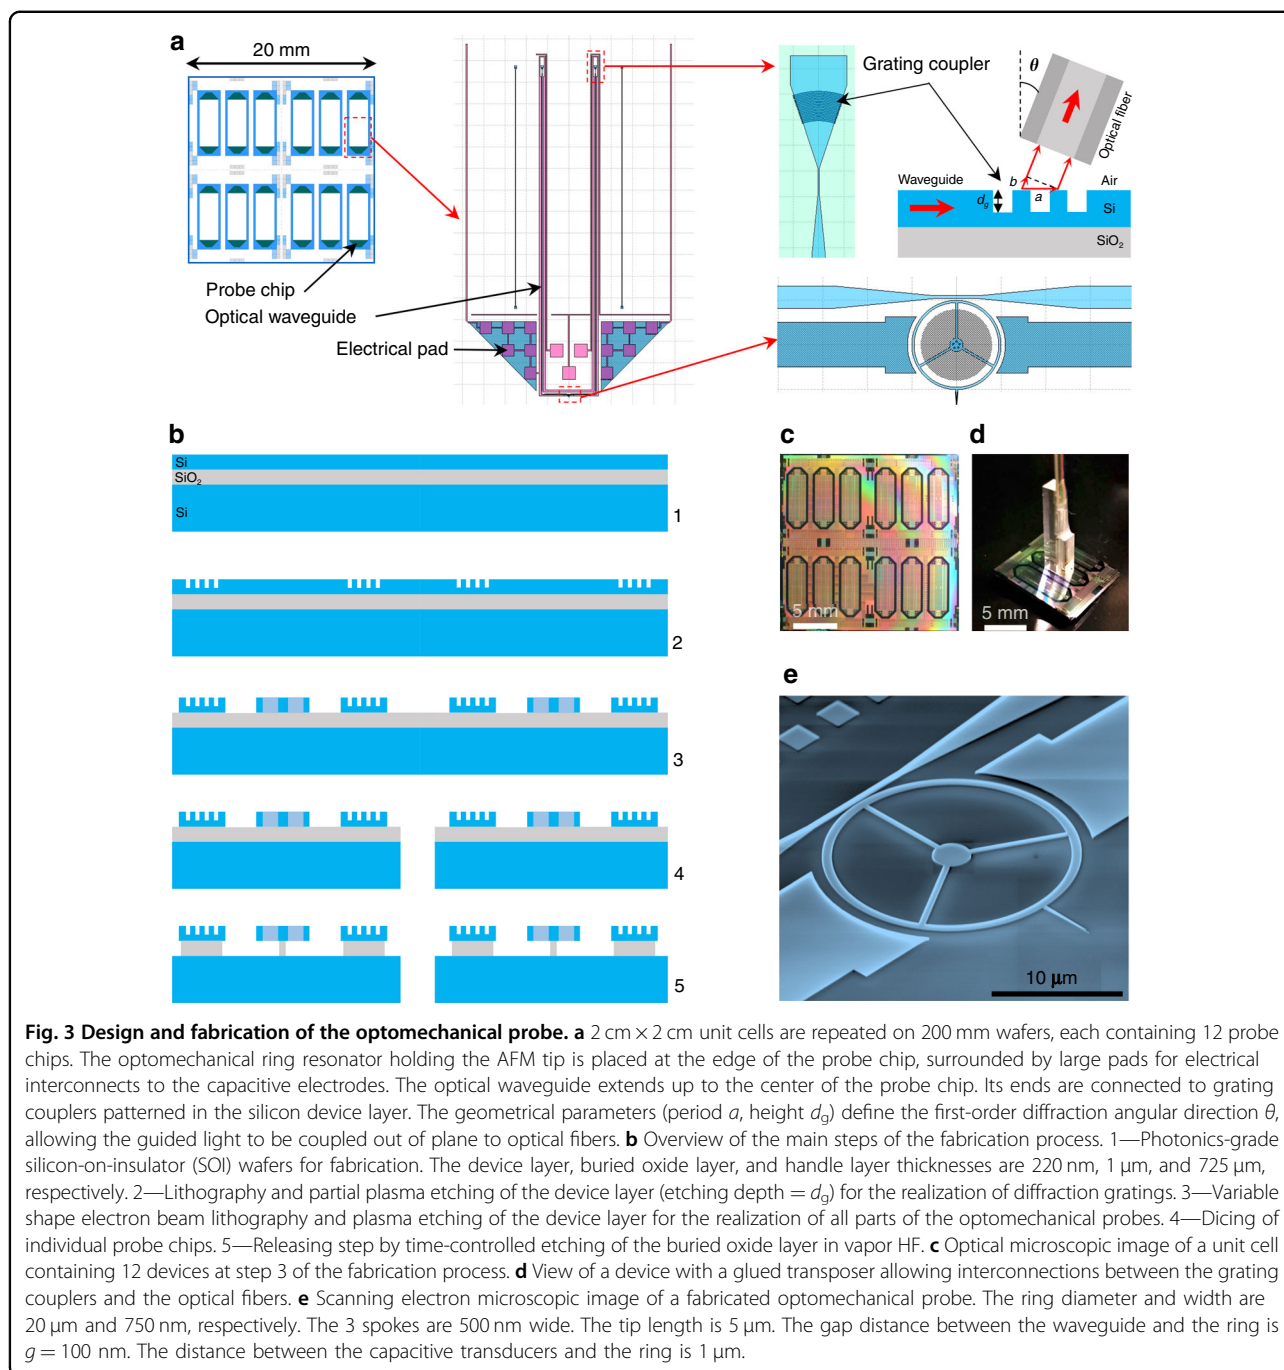 a
20 mm
Probe chip
Optical waveguide
Electrical pad
Grating coupler
θ
Optical fiber
Waveguide
b
a
d_g
Air
Si
SiO₂
b
Si
SiO₂
Si
1
2
3
4
5
c
5 mm
d
5 mm
e
10 μm
Fig. 3 Design and fabrication of the optomechanical probe. a 2 cm × 2 cm unit cells are repeated on 200 mm wafers, each containing 12 probe
chips. The optomechanical ring resonator holding the AFM tip is placed at the edge of the probe chip, surrounded by large pads for electrical
interconnects to the capacitive electrodes. The optical waveguide extends up to the center of the probe chip. Its ends are connected to grating
couplers patterned in the silicon device layer. The geometrical parameters (period a, height d_g) define the first-order diffraction angular direction θ,
allowing the guided light to be coupled out of plane to optical fibers. b Overview of the main steps of the fabrication process. 1—Photonics-grade
silicon-on-insulator (SOI) wafers for fabrication. The device layer, buried oxide layer, and handle layer thicknesses are 220 nm, 1 μm, and 725 μm,
respectively. 2—Lithography and partial plasma etching of the device layer (etching depth = d_g) for the realization of diffraction gratings. 3—Variable
shape electron beam lithography and plasma etching of the device layer for the realization of all parts of the optomechanical probes. 4—Dicing of
individual probe chips. 5—Releasing step by time-controlled etching of the buried oxide layer in vapor HF. c Optical microscopic image of a unit cell
containing 12 devices at step 3 of the fabrication process. d View of a device with a glued transposer allowing interconnections between the grating
couplers and the optical fibers. e Scanning electron microscopic image of a fabricated optomechanical probe. The ring diameter and width are
20 μm and 750 nm, respectively. The 3 spokes are 500 nm wide. The tip length is 5 μm. The gap distance between the waveguide and the ring is
g = 100 nm. The distance between the capacitive transducers and the ring is 1 μm.